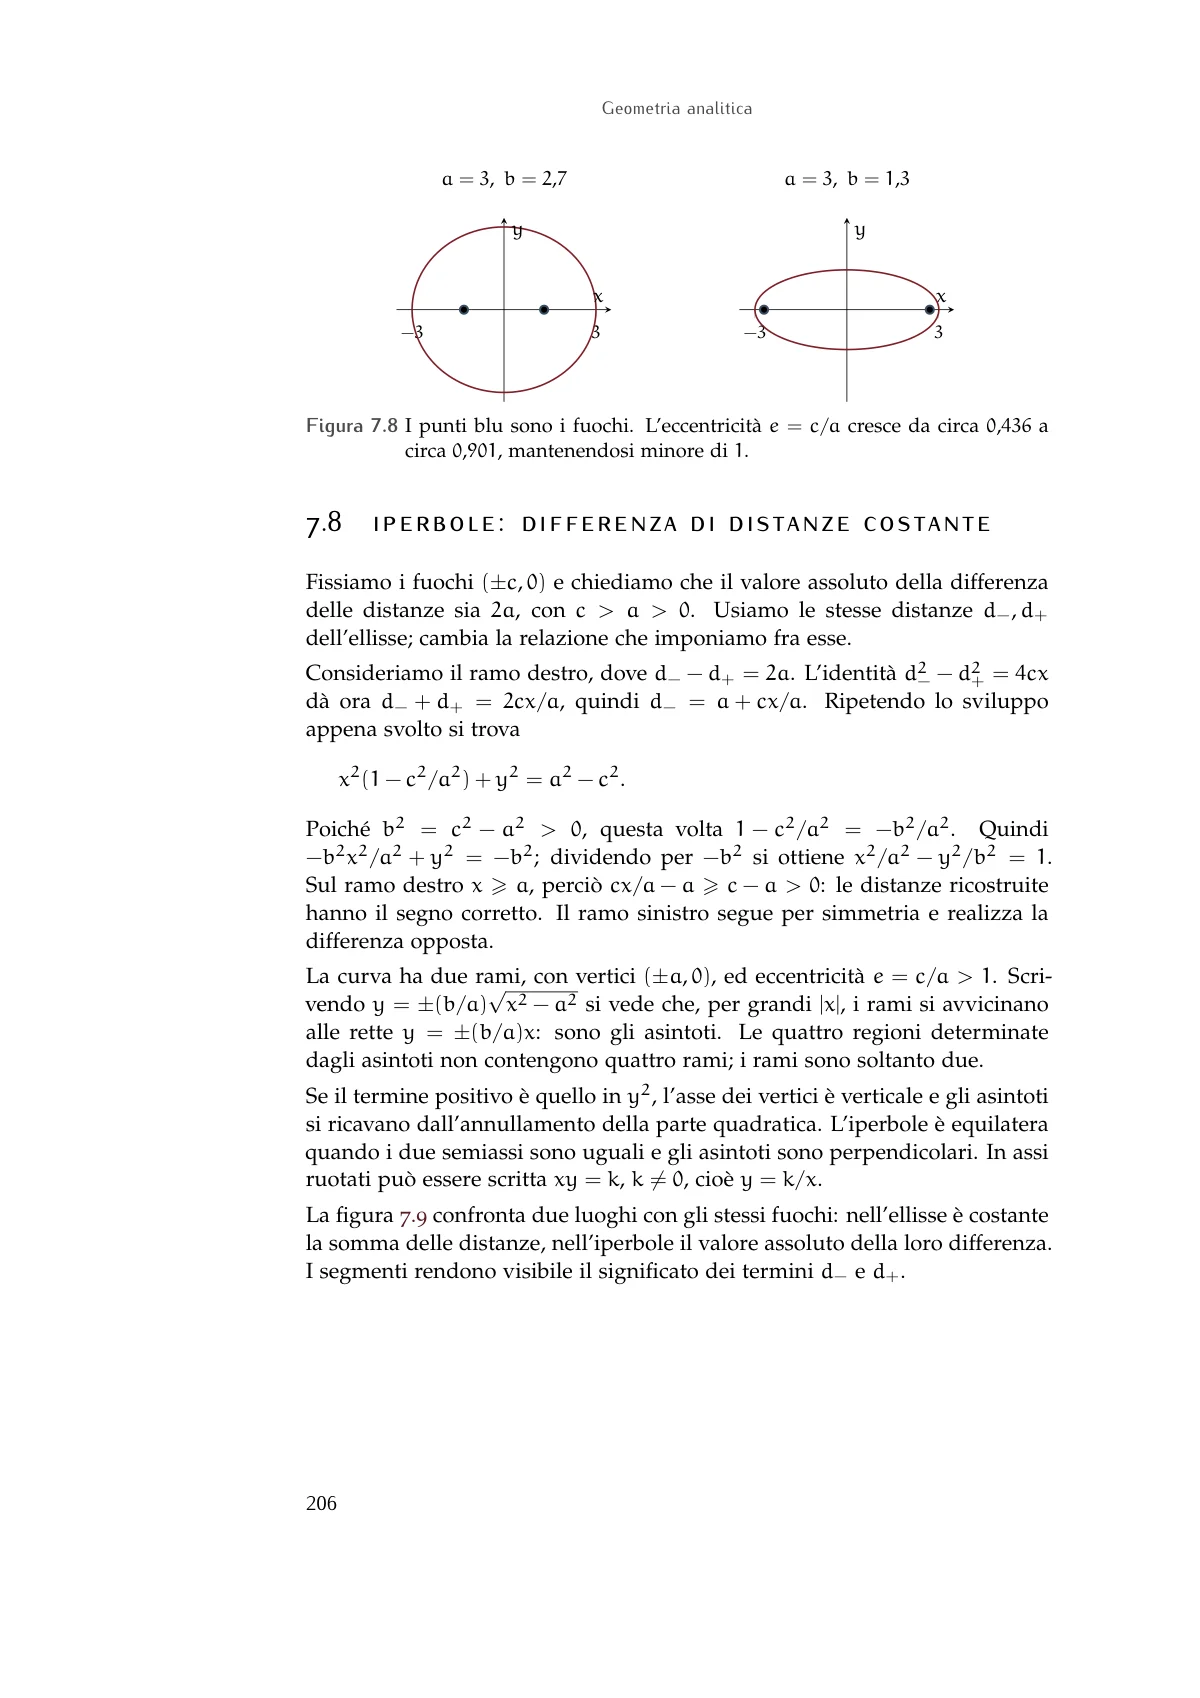 Geometria analitica
a = 3, b = 2,7
a = 3, b = 1,3
y
x
−3
3
y
x
−3
3
Figura 7.8 I punti blu sono i fuochi. L'eccentricità e = c/a cresce da circa 0,436 a
circa 0,901, mantenendosi minore di 1.
7.8 IPERBOLE: DIFFERENZA DI DISTANZE COSTANTE
Fissiamo i fuochi (±c, 0) e chiediamo che il valore assoluto della differenza
delle distanze sia 2a, con c > a > 0. Usiamo le stesse distanze d₋, d₊
dell'ellisse; cambia la relazione che imponiamo fra esse.
Consideriamo il ramo destro, dove d₋ − d₊ = 2a. L'identità d₋² − d₊² = 4cx
dà ora d₋ + d₊ = 2cx/a, quindi d₋ = a + cx/a. Ripetendo lo sviluppo
appena svolto si trova
x²(1 − c²/a²) + y² = a² − c².
Poiché b² = c² − a² > 0, questa volta 1 − c²/a² = −b²/a². Quindi
−b²x²/a² + y² = −b²; dividendo per −b² si ottiene x²/a² − y²/b² = 1.
Sul ramo destro x ⩾ a, perciò cx/a − a ⩾ c − a > 0: le distanze ricostruite
hanno il segno corretto. Il ramo sinistro segue per simmetria e realizza la
differenza opposta.
La curva ha due rami, con vertici (±a, 0), ed eccentricità e = c/a > 1. Scri-
vendo y = ±(b/a)√(x² − a²) si vede che, per grandi |x|, i rami si avvicinano
alle rette y = ±(b/a)x: sono gli asintoti. Le quattro regioni determinate
dagli asintoti non contengono quattro rami; i rami sono soltanto due.
Se il termine positivo è quello in y², l'asse dei vertici è verticale e gli asintoti
si ricavano dall'annullamento della parte quadratica. L'iperbole è equilatera
quando i due semiassi sono uguali e gli asintoti sono perpendicolari. In assi
ruotati può essere scritta xy = k, k ≠ 0, cioè y = k/x.
La figura 7.9 confronta due luoghi con gli stessi fuochi: nell'ellisse è costante
la somma delle distanze, nell'iperbole il valore assoluto della loro differenza.
I segmenti rendono visibile il significato dei termini d₋ e d₊.
206